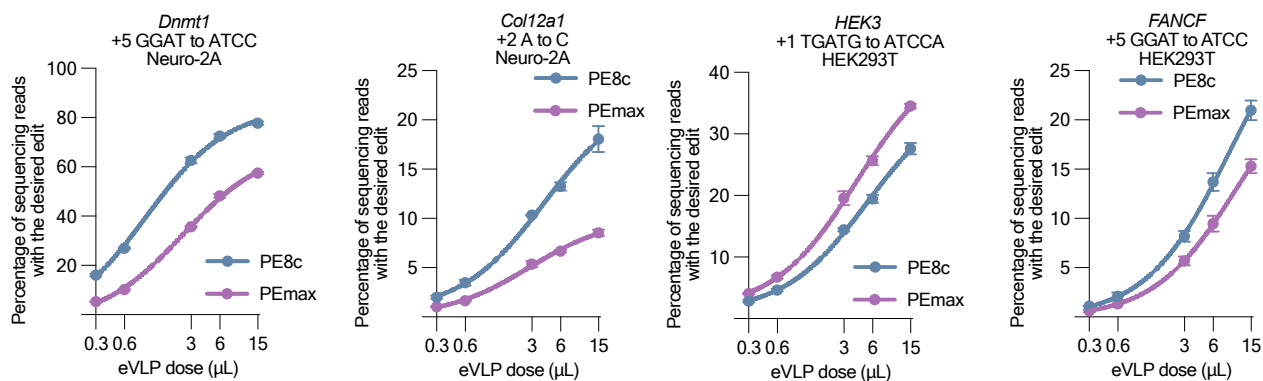 Dnmt1
+5 GGAT to ATCC
Neuro-2A
Percentage of sequencing reads
with the desired edit
100
80
60
40
20
PE8c
PEmax
0.3 0.6 3 6 15
eVLP dose (μL)
Col12a1
+2 A to C
Neuro-2A
Percentage of sequencing reads
with the desired edit
25
20
15
10
5
PE8c
PEmax
0.3 0.6 3 6 15
eVLP dose (μL)
HEK3
+1 TGATG to ATCCA
HEK293T
Percentage of sequencing reads
with the desired edit
40
30
20
10
PE8c
PEmax
0.3 0.6 3 6 15
eVLP dose (μL)
FANCF
+5 GGAT to ATCC
HEK293T
Percentage of sequencing reads
with the desired edit
25
20
15
10
5
PE8c
PEmax
0.3 0.6 3 6 15
eVLP dose (μL)